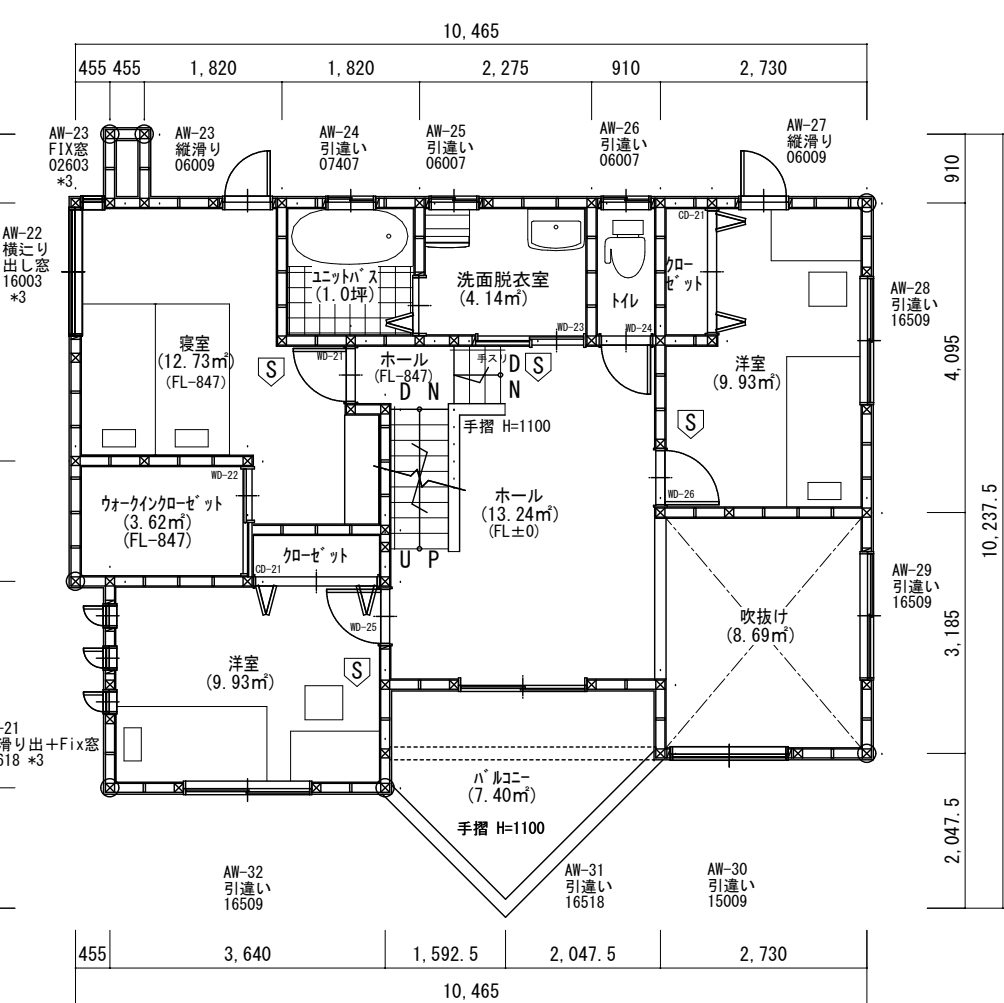 10,465
455 455 1,820 1,820 2,275 910 2,730
AW-23
FIX窓
02603
*3
AW-23
縦滑り
06009
AW-24
引違い
07407
AW-25
引違い
06007
AW-26
引違い
06007
AW-27
縦滑り
06009
910
AW-22
出し窓
16003
*3
ユニットバス
(1.0坪)
洗面脱衣室
(4.14㎡)
トイレ
CD-21
クロー
ゼット
WD-23
WD-24
AW-28
引違い
16509
4,095
寝室
(12.73㎡)
(FL-847)
S
WD-21
ホール
(FL-847)
手スリ
DN
S
DN
手摺 H=1100
洋室
(9.93㎡)
S
WD-26
WD-22
ウォークインクローゼット
(3.62㎡)
(FL-847)
ホール
(13.24㎡)
(FL±0)
UP
クローゼット
CD-21
10,237.5
AW-29
引違い
16509
3,185
吹抜け
(8.69㎡)
WD-25
洋室
(9.93㎡)
S
-21
滑り出+Fix窓
618 *3
バルコニー
(7.40㎡)
手摺 H=1100
2,047.5
AW-32
引違い
16509
AW-31
引違い
16518
AW-30
引違い
15009
455 3,640 1,592.5 2,047.5 2,730
10,465